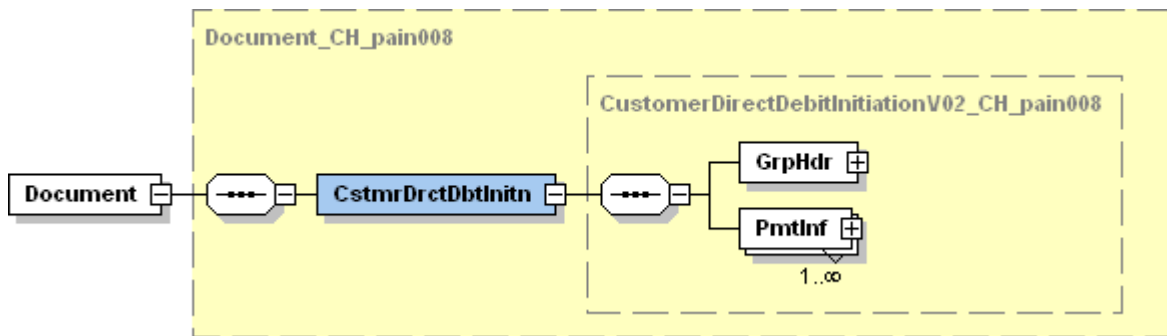 Document_CH_pain008
CustomerDirectDebitInitiationV02_CH_pain008
GrpHdr
Document
CstmrDrctDbtInitn
PmtInf
1..∞